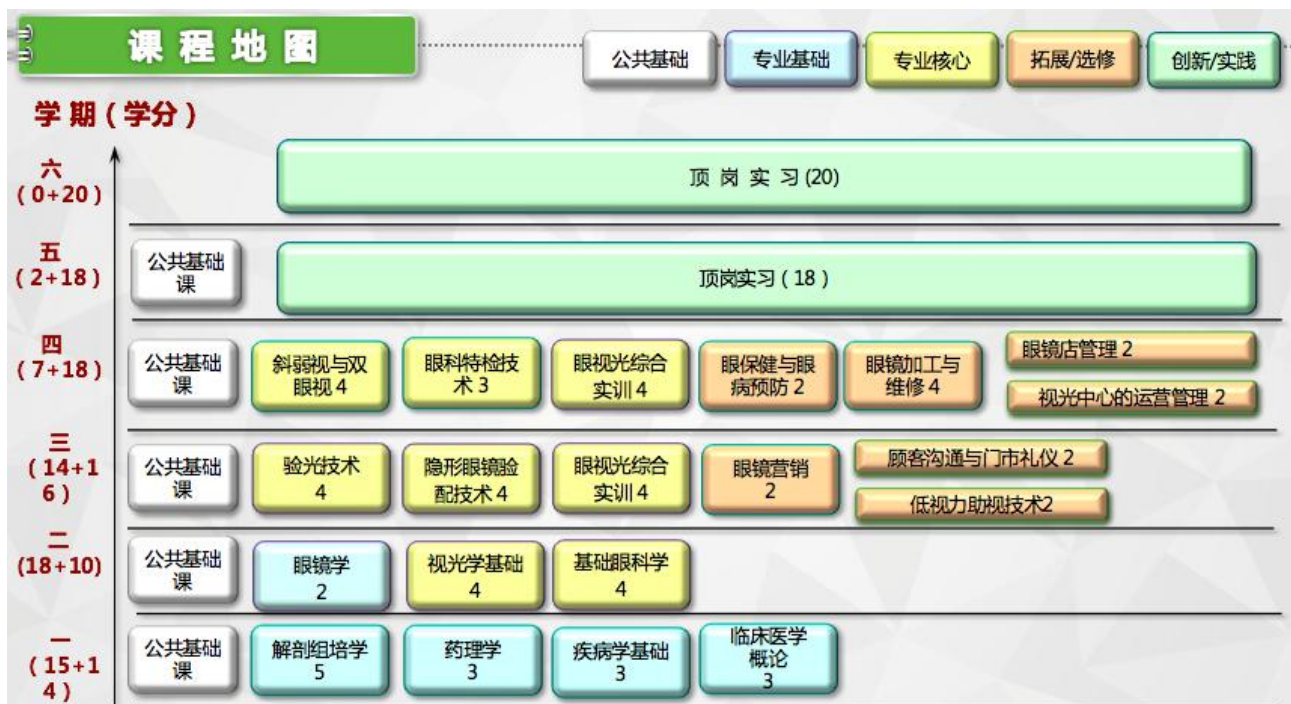 课程地图
公共基础
专业基础
专业核心
拓展/选修
创新/实践
学期(学分)
六
(0+20)
顶岗实习(20)
五
(2+18)
公共基础
课
顶岗实习(18)
四
(7+18)
公共基础
课
斜弱视与双
眼视 4
眼科特检技
术 3
眼视光综合
实训 4
眼保健与眼
病预防 2
眼镜加工与
维修 4
眼镜店管理 2
视光中心的运营管理 2
三
(14+1
6)
公共基础
课
验光技术
4
隐形眼镜验
配技术 4
眼视光综合
实训 4
眼镜营销
2
顾客沟通与门市礼仪 2
低视力助视技术2
二
(18+10)
公共基础
课
眼镜学
2
视光学基础
4
基础眼科学
4
一
(15+1
4)
公共基础
课
解剖组培学
5
药理学
3
疾病学基础
3
临床医学
概论
3